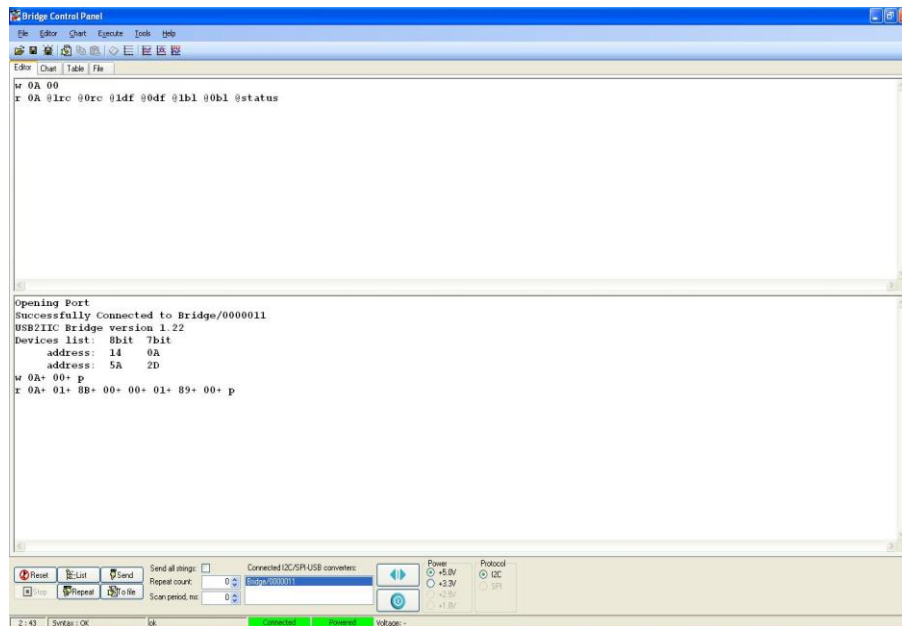 Bridge Control Panel
File Editor Chart Execute Tools Help
Editor Chart Table File
w 0A 00
r 0A @1rc @0rc @1df @0df @1bl @0bl @status
Opening Port
Successfully Connected to Bridge/0000011
USB2IIC Bridge version 1.22
Devices list: 8bit 7bit
address: 14 0A
address: 5A 2D
w 0A+ 00+ p
r 0A+ 01+ 8B+ 00+ 00+ 01+ 89+ 00+ p
Reset List Send
Stop Repeat To file
Send all strings:
Repeat count: 0
Scan period, ms: 0
Connected I2C/SPI-USB converters:
Bridge/0000011
Power
+5.0V
+3.3V
+2.5V
+1.8V
Protocol
I2C
SPI
2 : 43 Syntax : OK ok Connected Powered Voltage: -